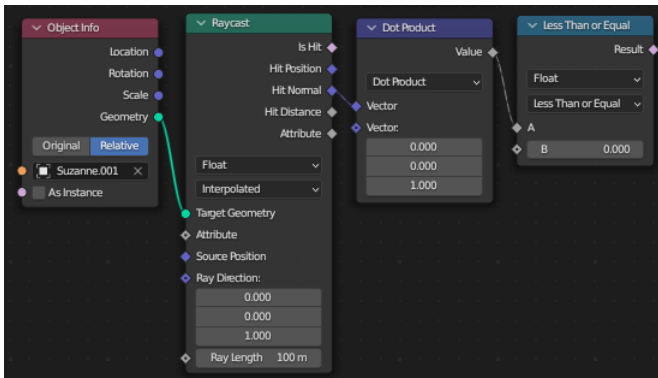 Object Info
Location
Rotation
Scale
Geometry
Original Relative
Suzanne.001
As Instance
Raycast
Is Hit
Hit Position
Hit Normal
Hit Distance
Attribute
Float
Interpolated
Target Geometry
Attribute
Source Position
Ray Direction:
0.000
0.000
1.000
Ray Length 100 m
Dot Product
Value
Dot Product
Vector
Vector:
0.000
0.000
1.000
Less Than or Equal
Result
Float
Less Than or Equal
A
B 0.000